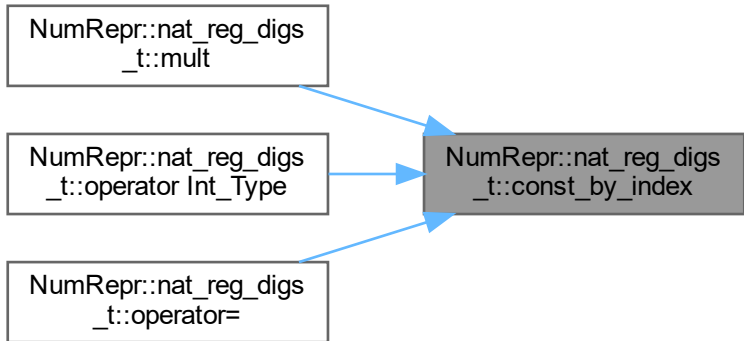 NumRepr::nat_reg_digs
_t::mult
NumRepr::nat_reg_digs
_t::operator Int_Type
NumRepr::nat_reg_digs
_t::operator=
NumRepr::nat_reg_digs
_t::const_by_index